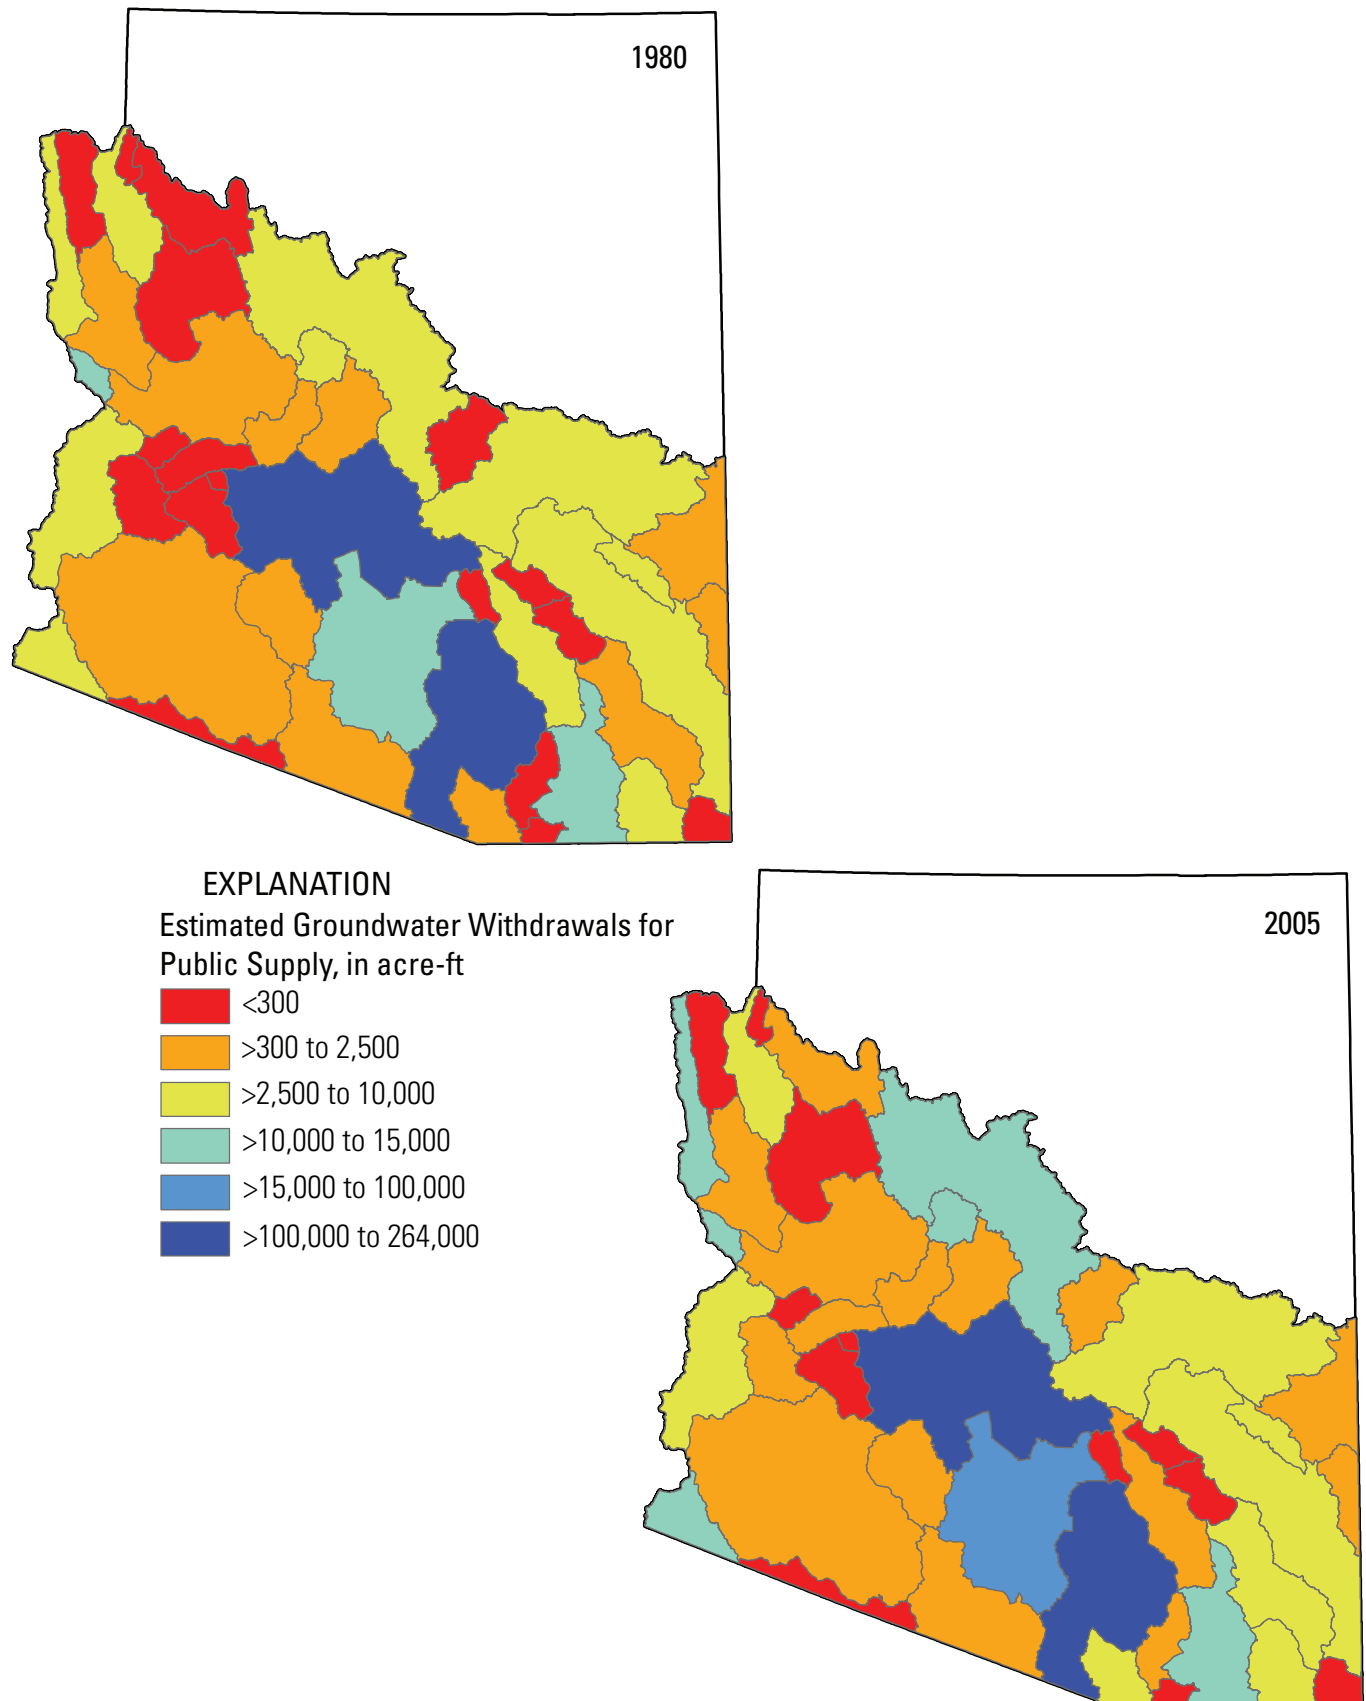 1980
EXPLANATION
Estimated Groundwater Withdrawals for
Public Supply, in acre-ft
<300
>300 to 2,500
>2,500 to 10,000
>10,000 to 15,000
>15,000 to 100,000
>100,000 to 264,000
2005